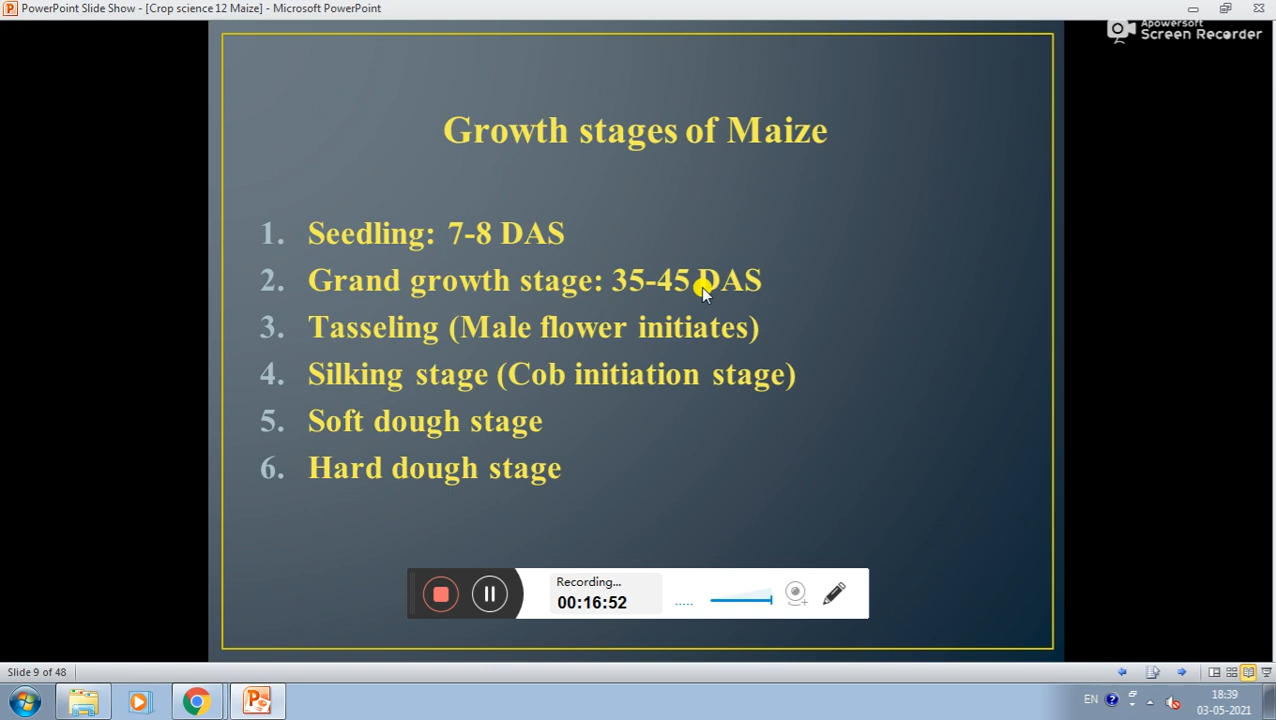 PowerPoint Slide Show - [Crop science 12 Maize] - Microsoft PowerPoint
Apowersoft
Screen Recorder
Growth stages of Maize
1. Seedling: 7-8 DAS
2. Grand growth stage: 35-45 DAS
3. Tasseling (Male flower initiates)
4. Silking stage (Cob initiation stage)
5. Soft dough stage
6. Hard dough stage
Recording...
00:16:52
Slide 9 of 48
EN
18:39
03-05-2021